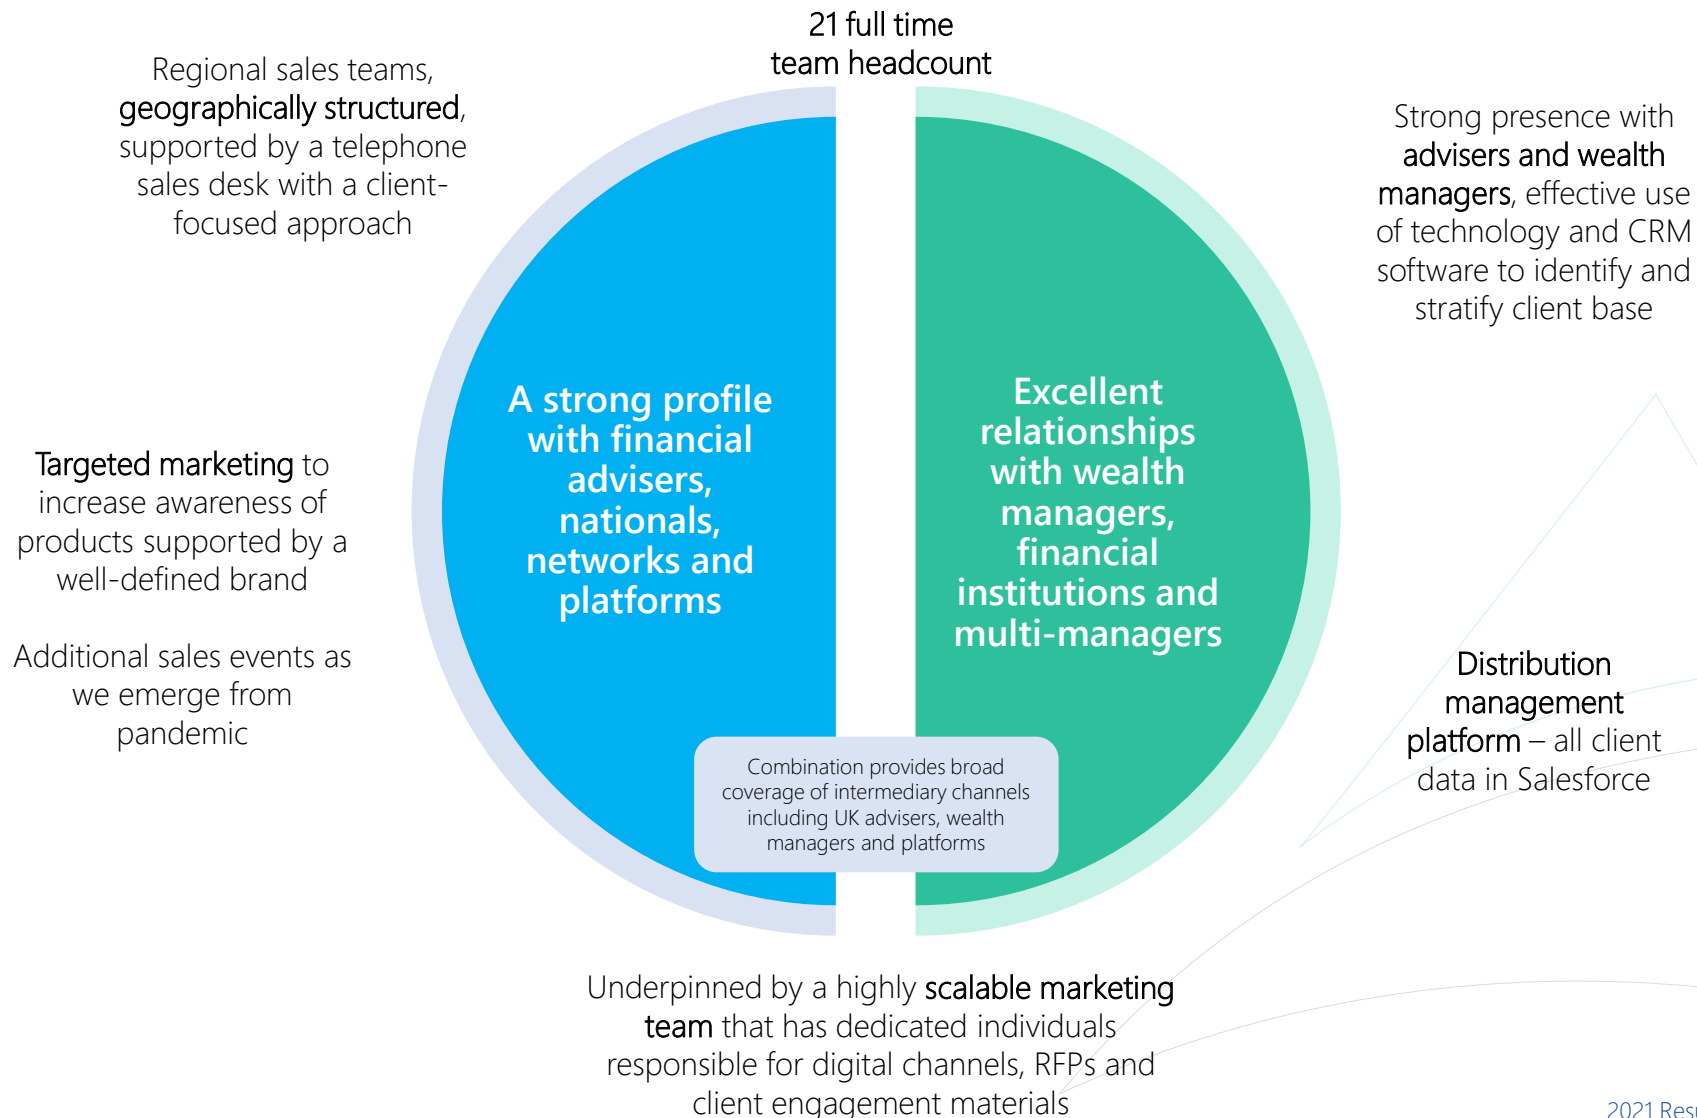 21 full time
team headcount
Regional sales teams,
geographically structured,
supported by a telephone
sales desk with a client-
focused approach
Strong presence with
advisers and wealth
managers, effective use
of technology and CRM
software to identify and
stratify client base
A strong profile
with financial
advisers,
nationals,
networks and
platforms
Excellent
relationships
with wealth
managers,
financial
institutions and
multi-managers
Targeted marketing to
increase awareness of
products supported by a
well-defined brand
Additional sales events as
we emerge from
pandemic
Distribution
management
platform – all client
data in Salesforce
Combination provides broad
coverage of intermediary channels
including UK advisers, wealth
managers and platforms
Underpinned by a highly scalable marketing
team that has dedicated individuals
responsible for digital channels, RFPs and
client engagement materials
2021